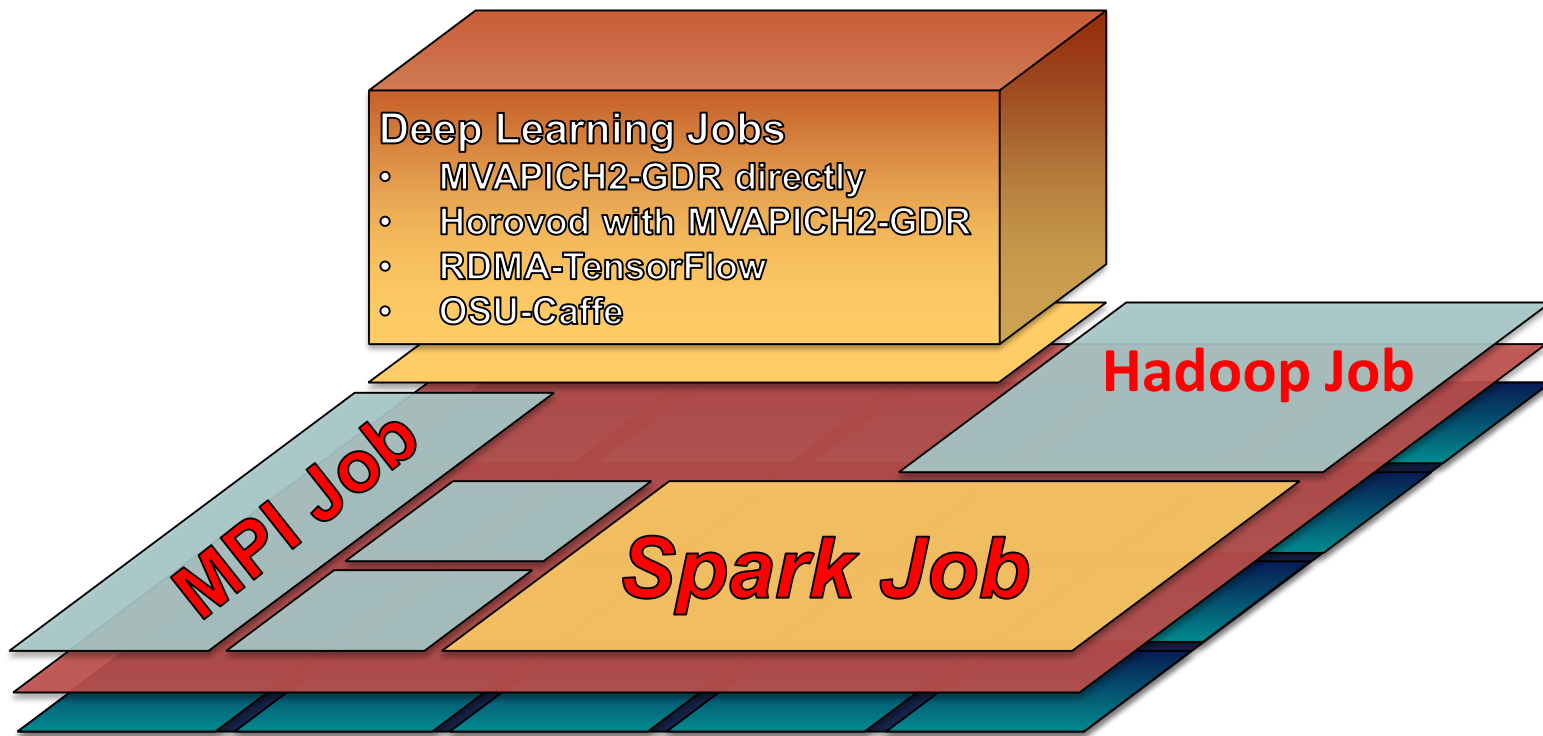 Deep Learning Jobs
• MVAPICH2-GDR directly
• Horovod with MVAPICH2-GDR
• RDMA-TensorFlow
• OSU-Caffe
Hadoop Job
MPI Job
Spark Job